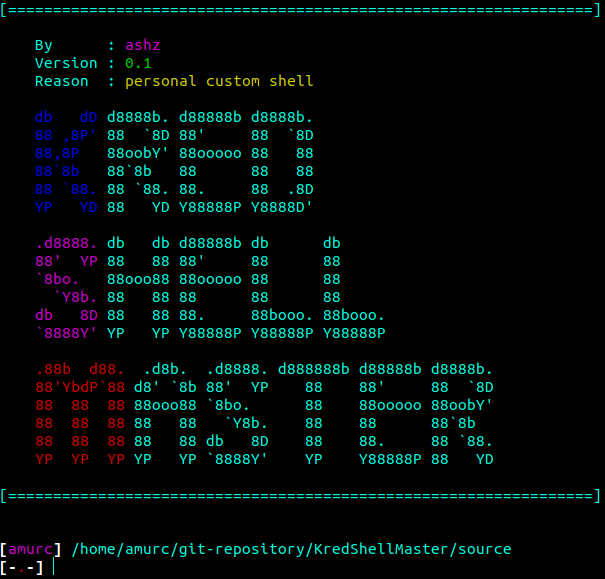 [=================================================================]
By      : ashz
Version : 0.1
Reason  : personal custom shell
db   dD d8888b. d88888b d8888b.
88 ,8P' 88  `8D 88'     88  `8D
88,8P   88oobY' 88ooooo 88   88
88`8b   88`8b   88      88   88
88 `88. 88 `88. 88.     88  .8D
YP   YD 88   YD Y88888P Y8888D'
.d8888. db   db d88888b db      db
88'  YP 88   88 88'     88      88
`8bo.   88ooo88 88ooooo 88      88
  `Y8b. 88   88 88      88      88
db   8D 88   88 88.     88booo. 88booo.
`8888Y' YP   YP Y88888P Y88888P Y88888P
.88b  d88.  .d8b.  .d8888. d888888b d88888b d8888b.
88'YbdP`88 d8' `8b 88'  YP    88    88'     88  `8D
88  88  88 88ooo88 `8bo.      88    88ooooo 88oobY'
88  88  88 88   88   `Y8b.    88    88      88`8b
88  88  88 88   88 db   8D    88    88.     88 `88.
YP  YP  YP YP   YP `8888Y'    YP    Y88888P 88   YD
[=================================================================]
[amurc] /home/amurc/git-repository/KredShellMaster/source
[-.-]